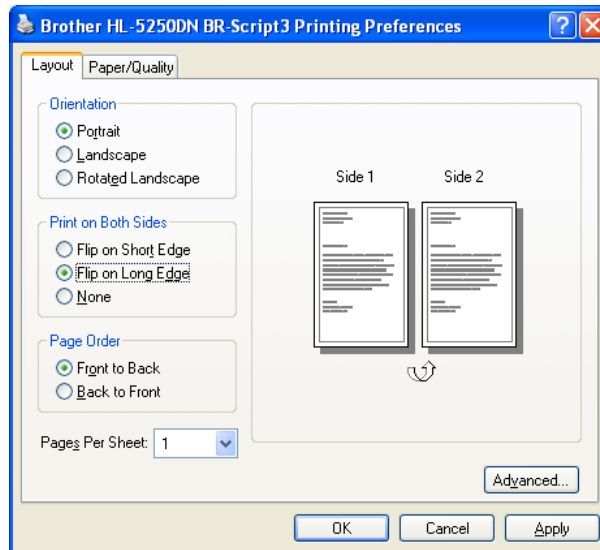 Brother HL-5250DN BR-Script3 Printing Preferences
Layout
Paper/Quality
Orientation
Portrait
Landscape
Rotated Landscape
Print on Both Sides
Flip on Short Edge
Flip on Long Edge
None
Page Order
Front to Back
Back to Front
Pages Per Sheet: 1
Side 1
Side 2
Advanced...
OK
Cancel
Apply